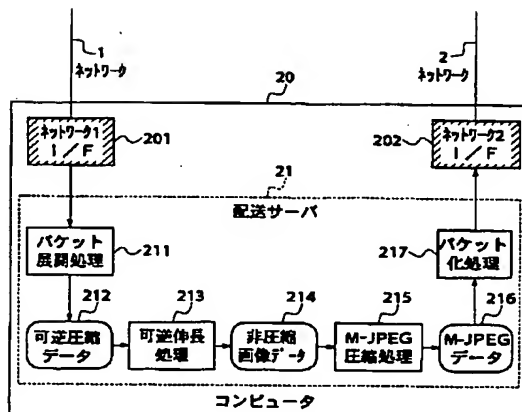 1
ネットワーク
2
ネットワーク
20
ネットワーク1
I/F
201
ネットワーク2
I/F
202
21
配送サーバ
パケット
展開処理
211
パケット
化処理
217
212
可逆圧縮
データ
213
可逆伸長
処理
214
非圧縮
画像データ
215
M-JPEG
圧縮処理
216
M-JPEG
データ
コンピュータ